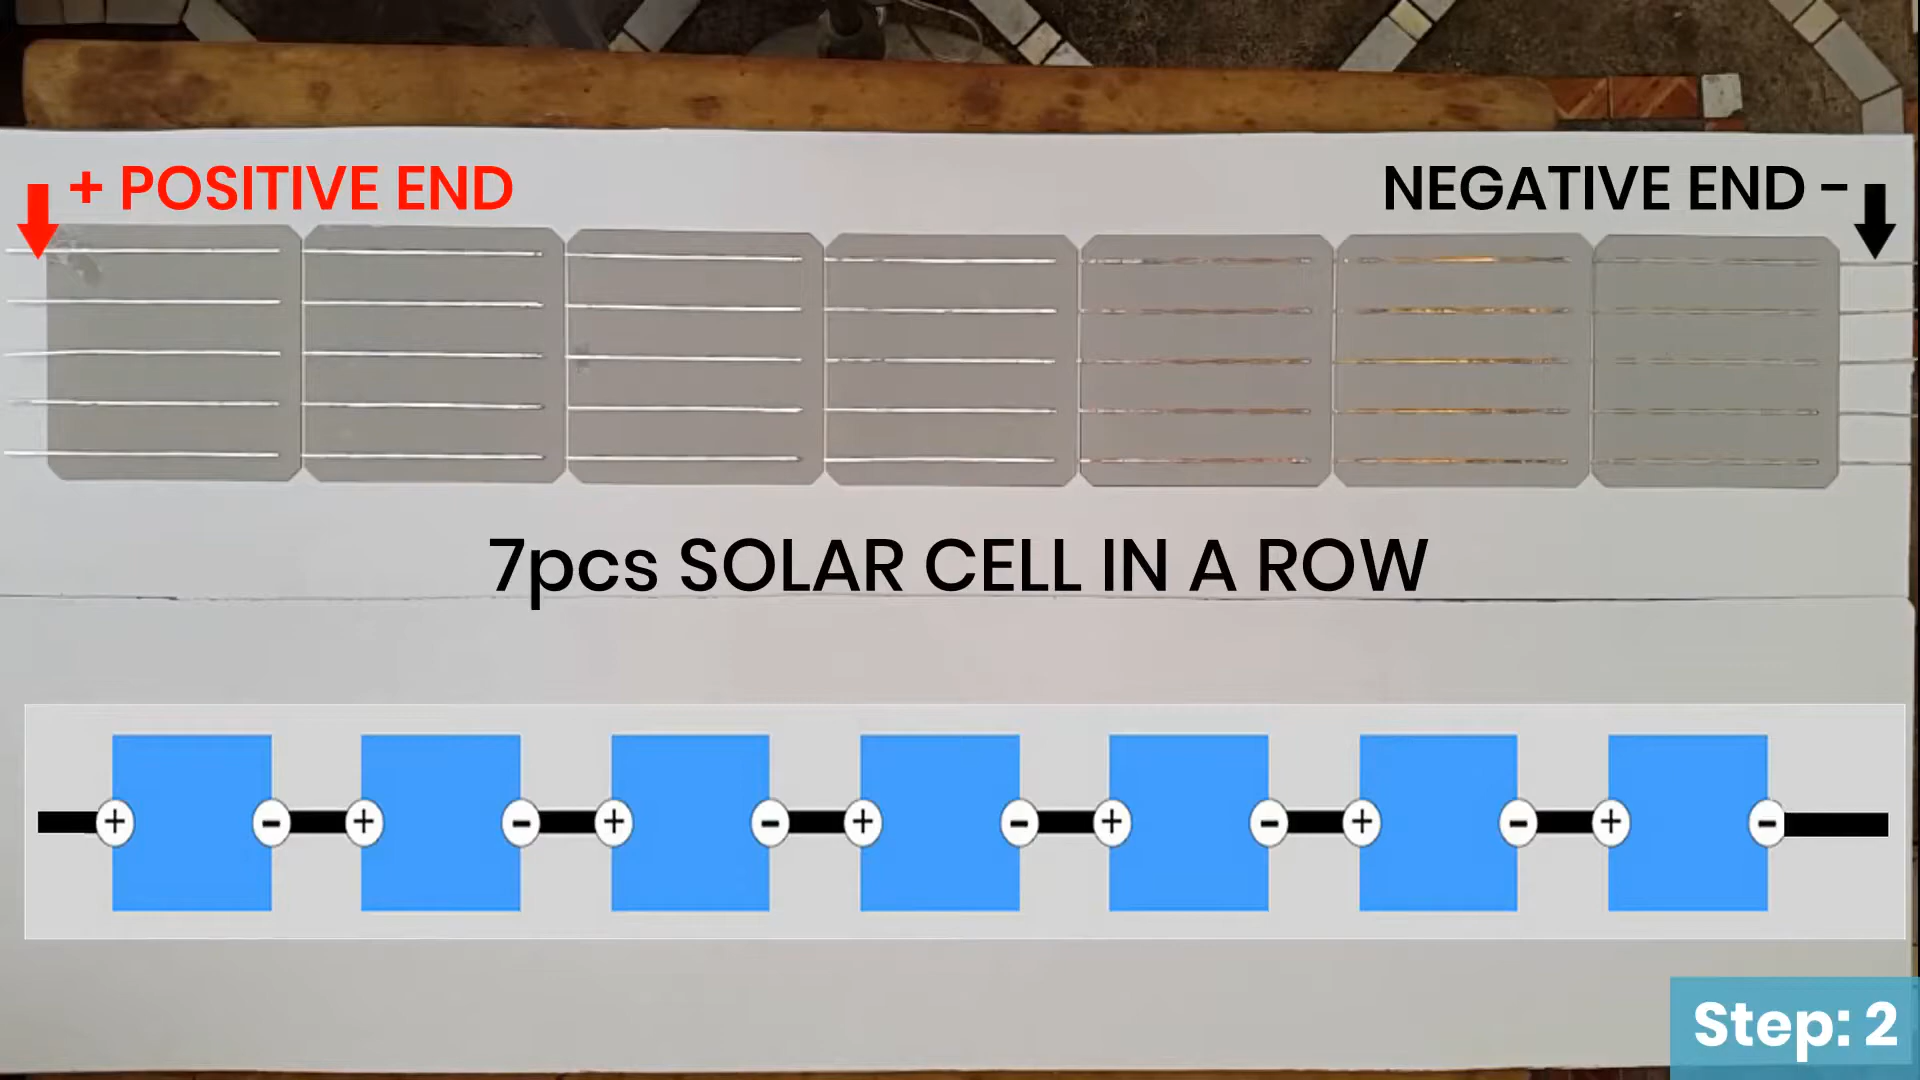 + POSITIVE END
NEGATIVE END -
7pcs SOLAR CELL IN A ROW
+ - + - + - + - + - + - + -
Step: 2